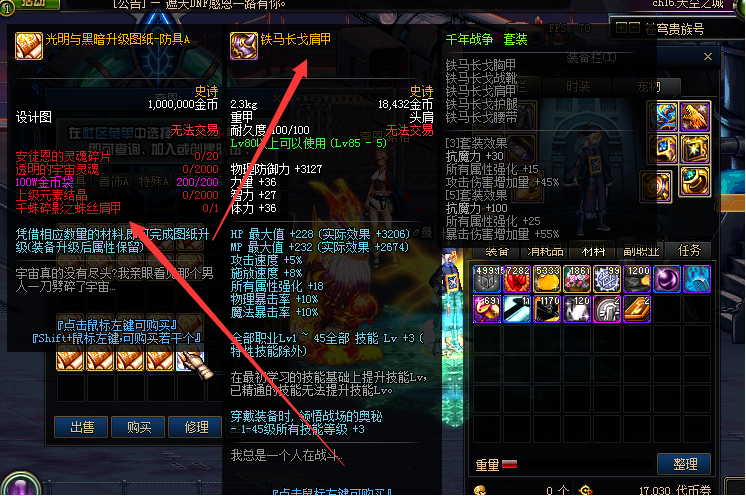 活动
[公告] 一 遮天DNF感恩一路有你。
ch16.天空之城
FPS 70
苍穹贵族号
光明与黑暗升级图纸-防具A
史诗
1,000,000金币
设计图
无法交易
安徒恩的灵魂碎片 0/20
透明的宇宙灵魂 0/2000
100W金币袋 200/200
上级元素结晶 0/2000
千蛛碎影之蛛丝肩甲 0/1
凭借相应数量的材料,即可完成图纸升
级(装备升级后属性保留)
宇宙真的没有尽头?我亲眼看见那个男
人一刀劈碎了宇宙…
『点击鼠标左键可购买』
『Shift+鼠标左键,可购买若干个』
出售
购买
修理
铁马长戈肩甲
史诗
2.3kg
18,432金币
重甲
头肩
耐久度 100/100
无法交易
Lv80以上可以使用 (Lv85 - 5)
物理防御力 +3127
力量 +36
智力 +27
体力 +36
HP 最大值 +228 (实际效果 +3206)
MP 最大值 +232 (实际效果 +2674)
攻击速度 +5%
施放速度 +8%
所有属性强化 +18
物理暴击率 +10%
魔法暴击率 +10%
全部职业Lv1 ~ 45全部 技能 Lv +3 (
特性技能除外)
在最初学习的技能基础上提升技能Lv,
已精通的技能无法提升技能Lv。
穿戴装备时, 领悟战场的奥秘
- 1-45级所有技能等级 +3
我总是一个人在战斗…
『点击鼠标左键可购买』
千年战争 套装
铁马长戈胸甲
铁马长戈战靴
铁马长戈肩甲
铁马长戈护腿
铁马长戈腰带
[3]套装效果
抗魔力 +30
所有属性强化 +15
攻击伤害增加量 +45%
[5]套装效果
抗魔力 +100
所有属性强化 +25
暴击伤害增加量 +55%
装备栏(I)
时装
宠物
装备
消耗品
材料
副职业
任务
重量
整理
0 个
17,030 代币券